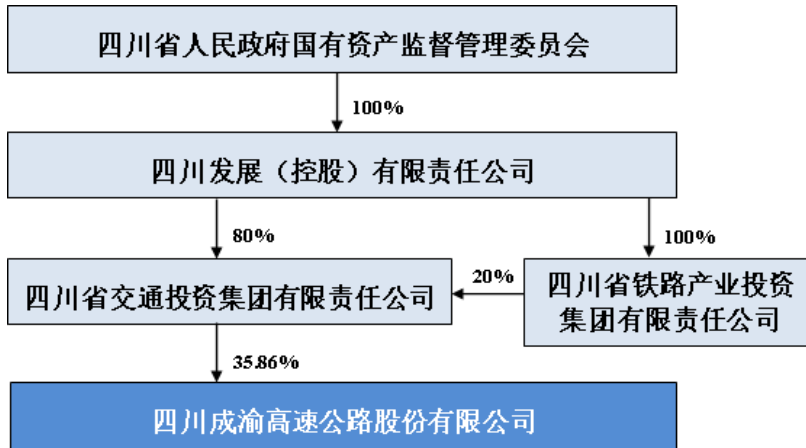 四川省人民政府国有资产监督管理委员会
100%
四川发展（控股）有限责任公司
80%
100%
四川省交通投资集团有限责任公司
20%
四川省铁路产业投资
集团有限责任公司
35.86%
四川成渝高速公路股份有限公司